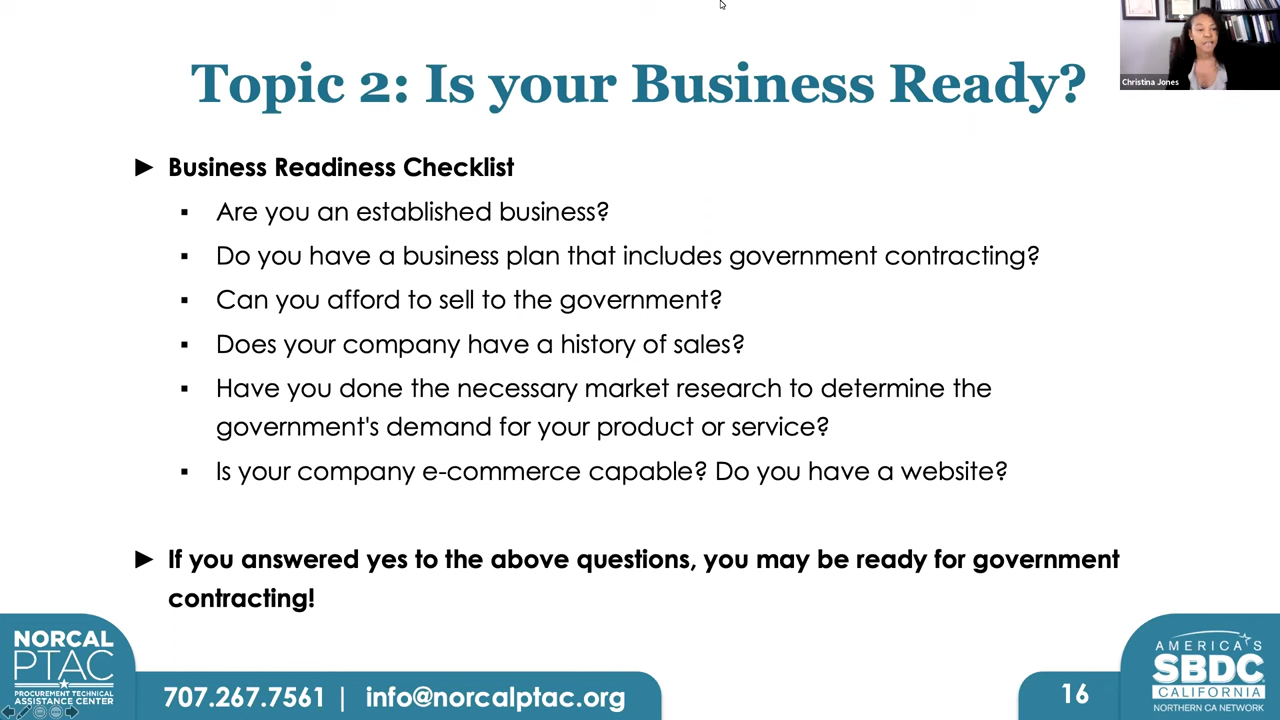 Topic 2: Is your Business Ready?
Christina Jones
► Business Readiness Checklist
▪ Are you an established business?
▪ Do you have a business plan that includes government contracting?
▪ Can you afford to sell to the government?
▪ Does your company have a history of sales?
▪ Have you done the necessary market research to determine the
government's demand for your product or service?
▪ Is your company e-commerce capable? Do you have a website?
► If you answered yes to the above questions, you may be ready for government
contracting!
NORCAL
PTAC
PROCUREMENT TECHNICAL
ASSISTANCE CENTER
707.267.7561 | info@norcalptac.org
16
AMERICA'S
SBDC
CALIFORNIA
NORTHERN CA NETWORK